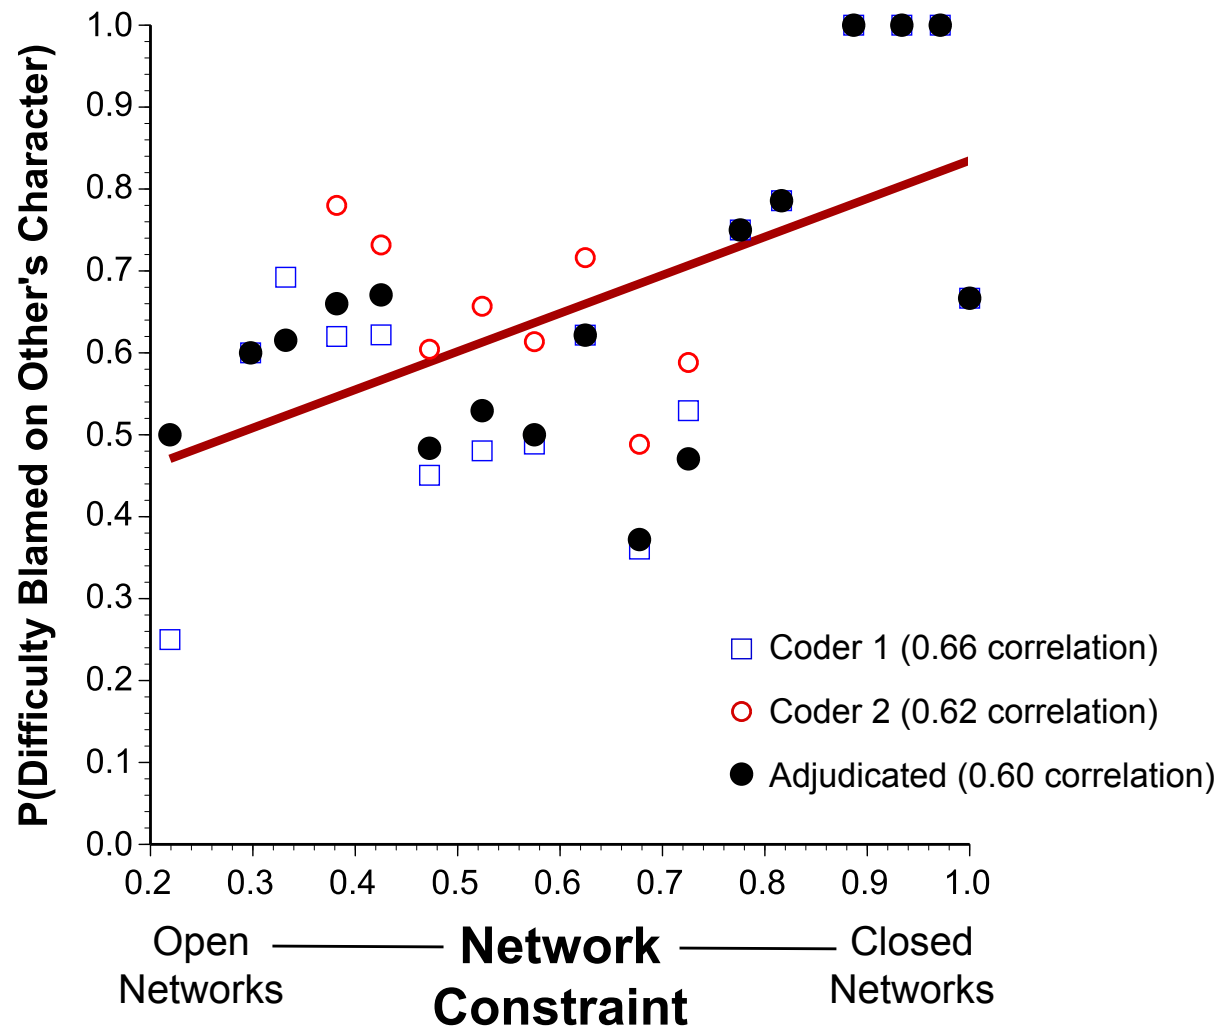 P(Difficulty Blamed on Other's Character)
1.0
0.9
0.8
0.7
0.6
0.5
0.4
0.3
0.2
0.1
0.0
Coder 1 (0.66 correlation)
Coder 2 (0.62 correlation)
Adjudicated (0.60 correlation)
0.2 0.3 0.4 0.5 0.6 0.7 0.8 0.9 1.0
Open Networks
Network Constraint
Closed Networks